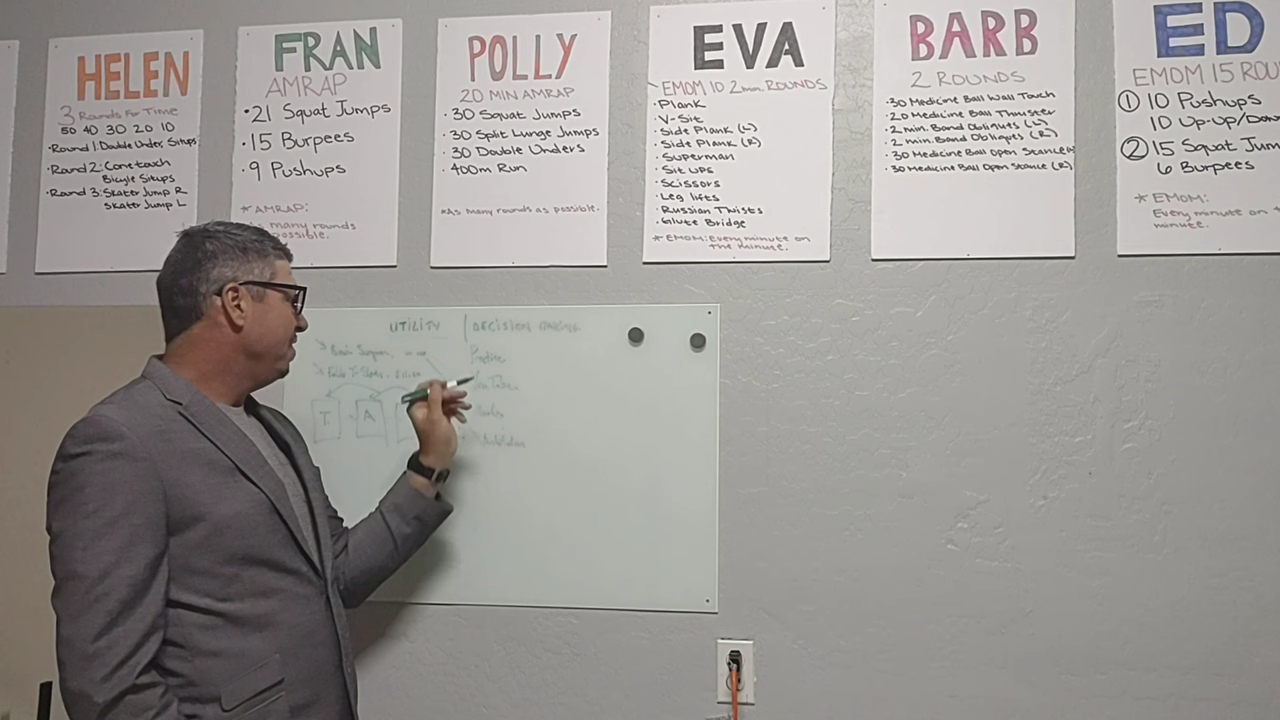 HELEN
3 Rounds For Time
50 40 30 20 10
•Round 1: Double Under, Situps
•Round 2: Cone touch
Bicyle Situps
•Round 3: Skater Jump R
Skater Jump L
FRAN
AMRAP
•21 Squat Jumps
•15 Burpees
•9 Pushups
*AMRAP:
many rounds
possible.
POLLY
20 MIN AMRAP
•30 Squat Jumps
•30 Split Lunge Jumps
•30 Double Unders
•400m Run
*As many rounds as possible.
EVA
EMOM 10 2min. ROUNDS
•Plank
•V-Sit
•Side Plank (L)
•Side Plank (R)
•Superman
•Sit Ups
•Scissors
•Leg lifts
•Russian Twists
•Glute Bridge
*EMOM: Every minute on
the minute.
BARB
2 ROUNDS
•30 Medicine Ball Wall Touch
•20 Medicine Ball Thruster
•2 min. Band Obliques (L)
•2 min. Band Obliques (R)
•30 Medicine Ball Open Stance
•30 Medicine Ball Open Stance (R)
ED
EMOM 15 ROU
① 10 Pushups
10 Up-up/Dow
② 15 Squat Jum
6 Burpees
*EMOM:
Every minute on
minute.
UTILITY | DECISION
T A